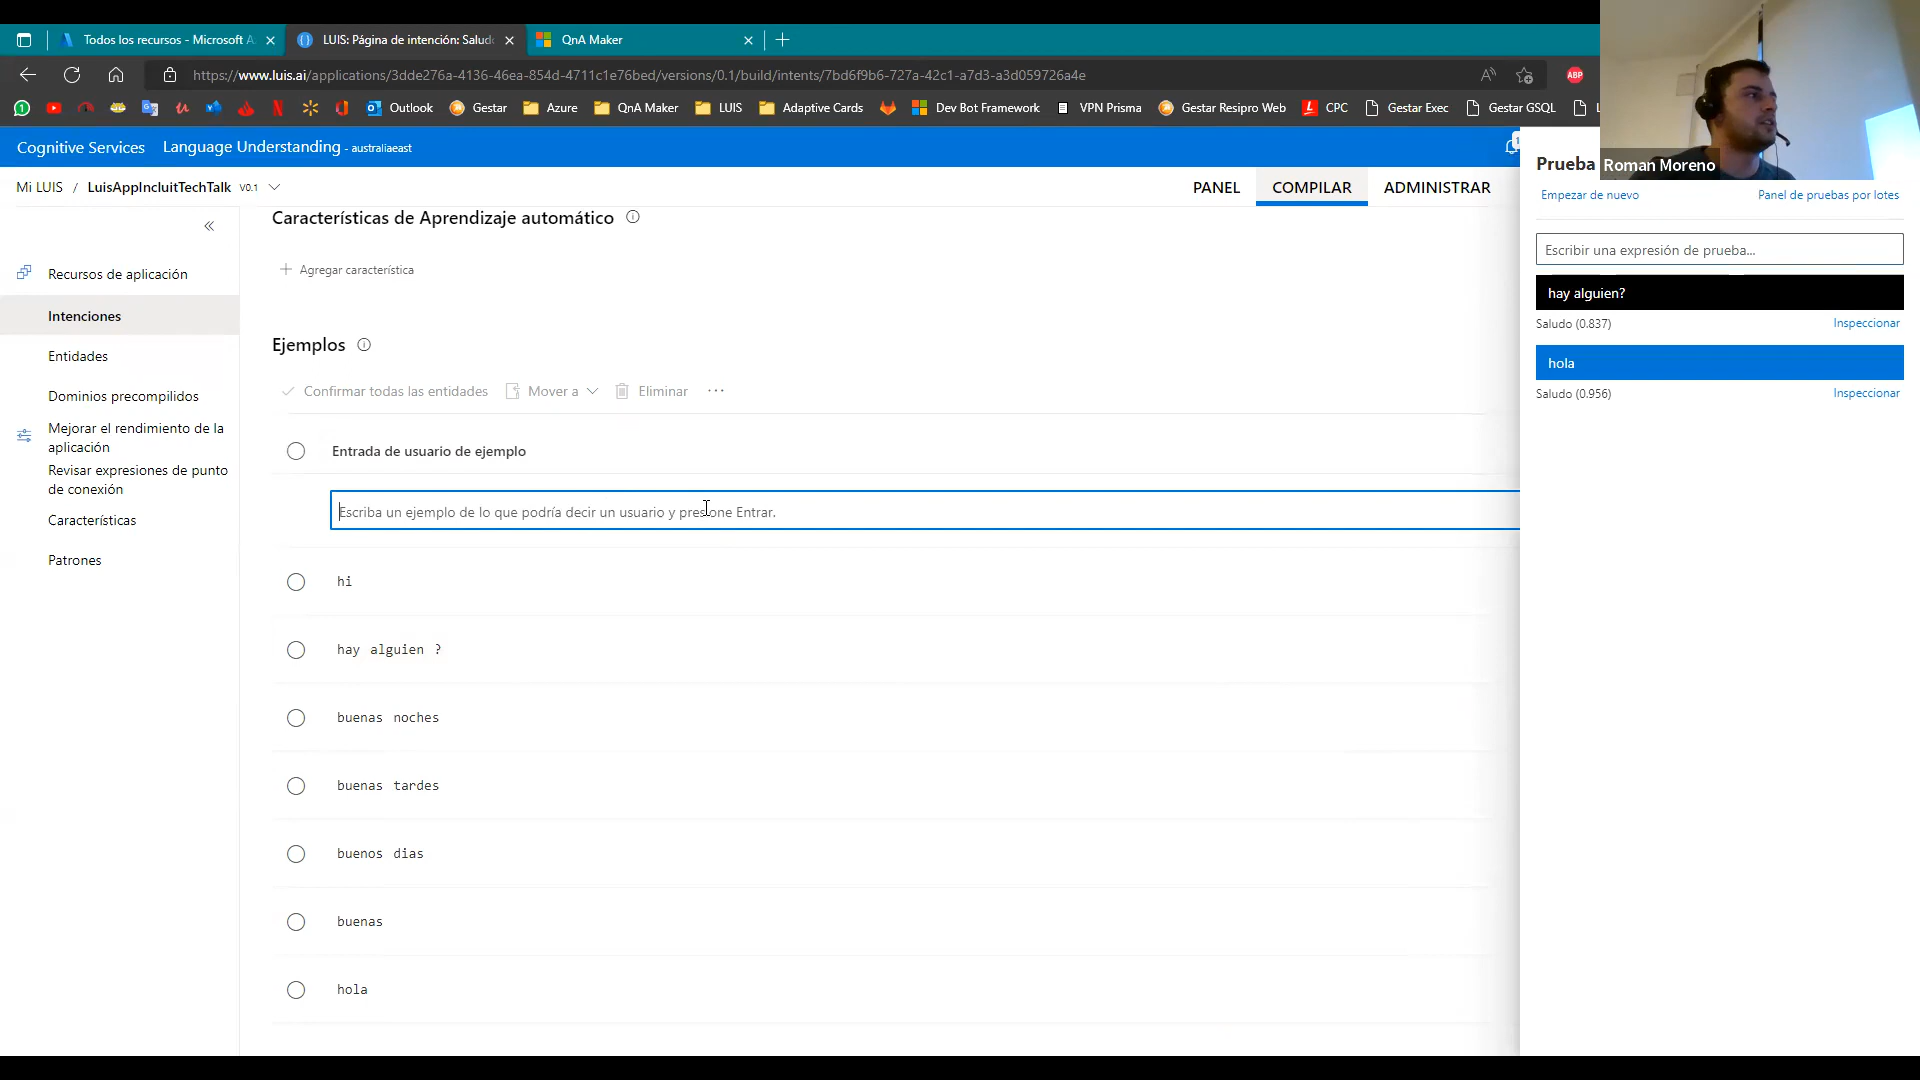 Todos los recursos - Microsoft A
LUIS: Página de intención: Salud
QnA Maker
https://www.luis.ai/applications/3dde276a-4136-46ea-854d-4711c1e76bed/versions/0.1/build/intents/7bd6f9b6-727a-42c1-a7d3-a3d059726a4e
ABP
Outlook
Gestar
Azure
QnA Maker
LUIS
Adaptive Cards
Dev Bot Framework
VPN Prisma
Gestar Resipro Web
CPC
Gestar Exec
Gestar GSQL
Cognitive Services
Language Understanding - australiaeast
Mi LUIS / LuisAppIncluitTechTalk V0.1
PANEL
COMPILAR
ADMINISTRAR
Prueba
Roman Moreno
Empezar de nuevo
Panel de pruebas por lotes
Escribir una expresión de prueba...
hay alguien?
Saludo (0.837)
Inspeccionar
hola
Saludo (0.956)
Inspeccionar
Recursos de aplicación
Intenciones
Entidades
Dominios precompilidos
Mejorar el rendimiento de la
aplicación
Revisar expresiones de punto
de conexión
Características
Patrones
Características de Aprendizaje automático
Agregar característica
Ejemplos
Confirmar todas las entidades
Mover a
Eliminar
Entrada de usuario de ejemplo
Escriba un ejemplo de lo que podría decir un usuario y presione Entrar.
hi
hay alguien ?
buenas noches
buenas tardes
buenos dias
buenas
hola